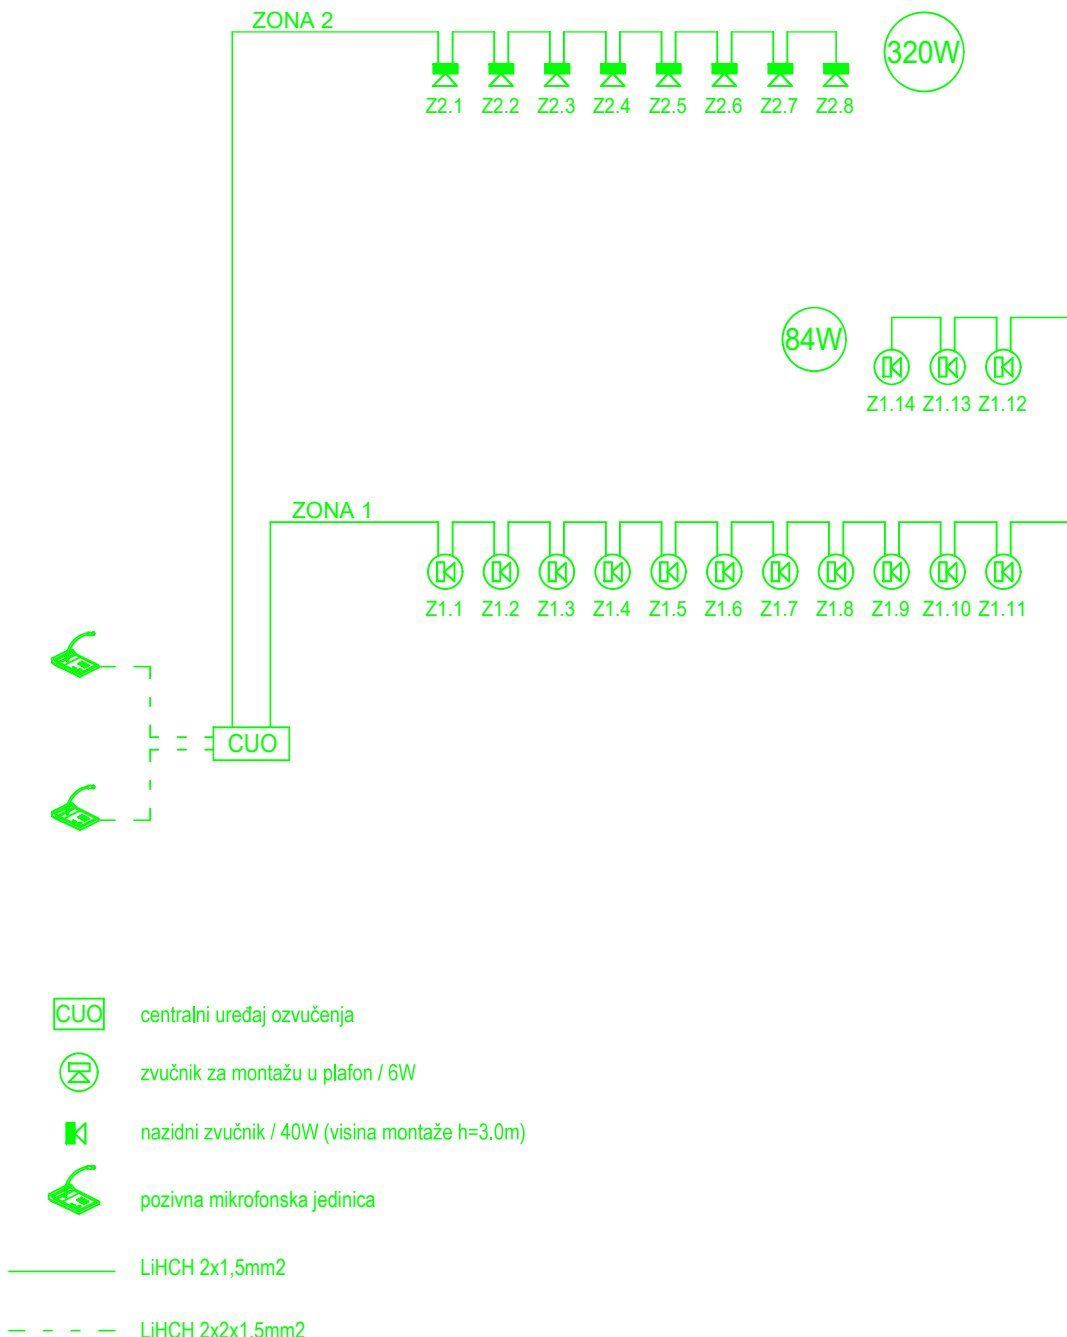 ZONA 2
320W
Z2.1 Z2.2 Z2.3 Z2.4 Z2.5 Z2.6 Z2.7 Z2.8
84W
Z1.14 Z1.13 Z1.12
ZONA 1
Z1.1 Z1.2 Z1.3 Z1.4 Z1.5 Z1.6 Z1.7 Z1.8 Z1.9 Z1.10 Z1.11
CUO
CUO centralni uređaj ozvučenja
zvučnik za montažu u plafon / 6W
nazidni zvučnik / 40W (visina montaže h=3.0m)
pozivna mikrofonska jedinica
LiHCH 2x1,5mm2
LiHCH 2x2x1.5mm2